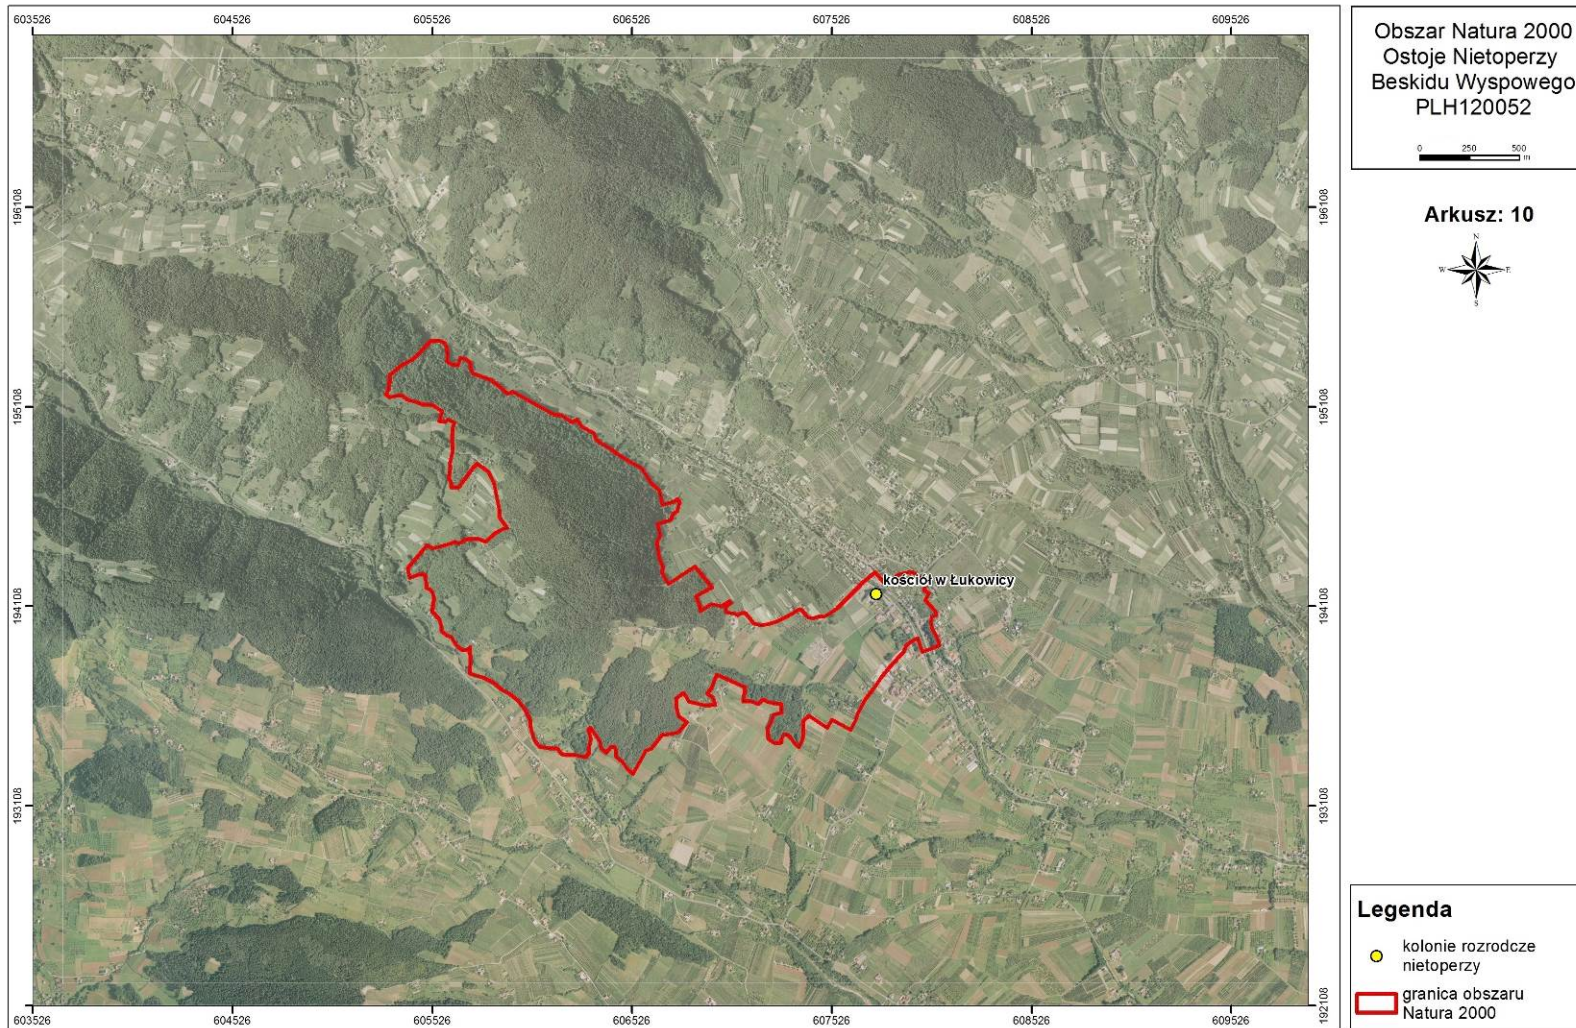 603526 604526 605526 606526 607526 608526 609526
Obszar Natura 2000
Ostoje Nietoperzy
Beskidu Wyspowego
PLH120052
0 250 500
m
Arkusz: 10
N
W E
S
196108 196108
195108 195108
kościół w Łukowicy
194108 194108
193108 193108
192108 192108
Legenda
kolonie rozrodcze
nietoperzy
granica obszaru
Natura 2000
603526 604526 605526 606526 607526 608526 609526